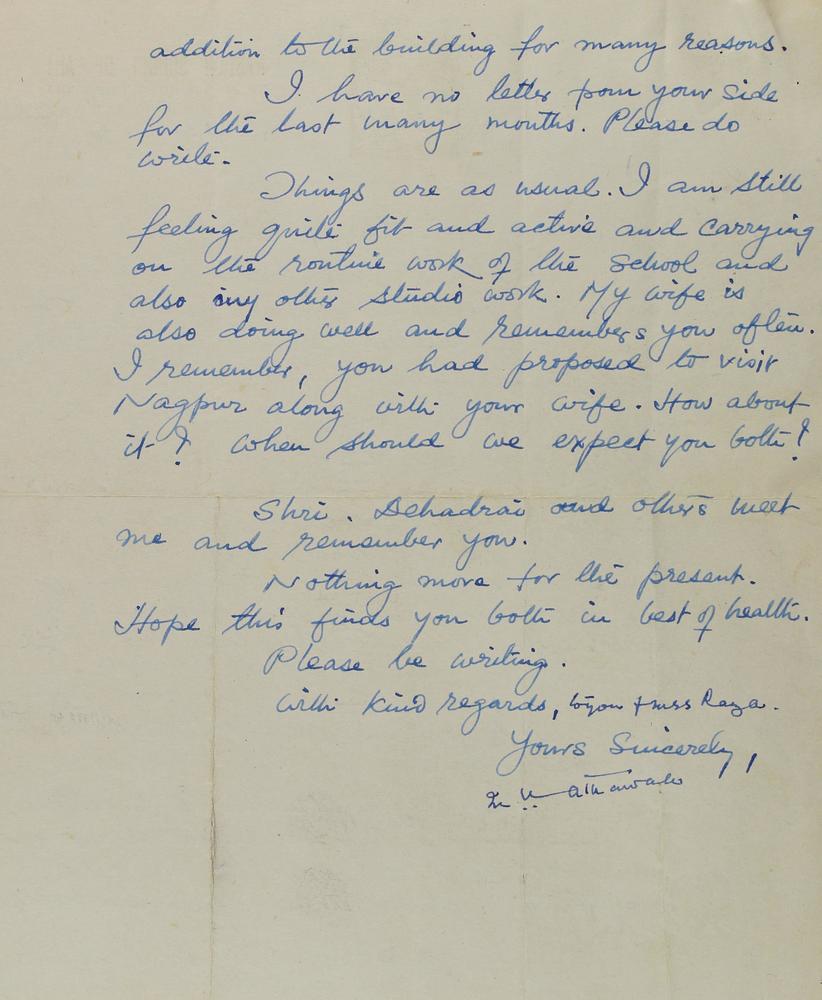 addition to the building for many reasons.
I have no letter from your side
for the last many months. Please do
write.
Things are as usual. I am still
feeling quite fit and active and carrying
on the routine work of the School and
also my other studio work. My wife is
also doing well and remembers you often.
I remember, you had proposed to visit
Nagpur along with your wife. How about
it? When should we expect you both?
Shri. Dehadrai and others meet
me and remember you.
Nothing more for the present.
Hope this finds you both in best of health.
Please be writing.
With kind regards, to you & mrs Raza.
Yours Sincerely,
Athawale